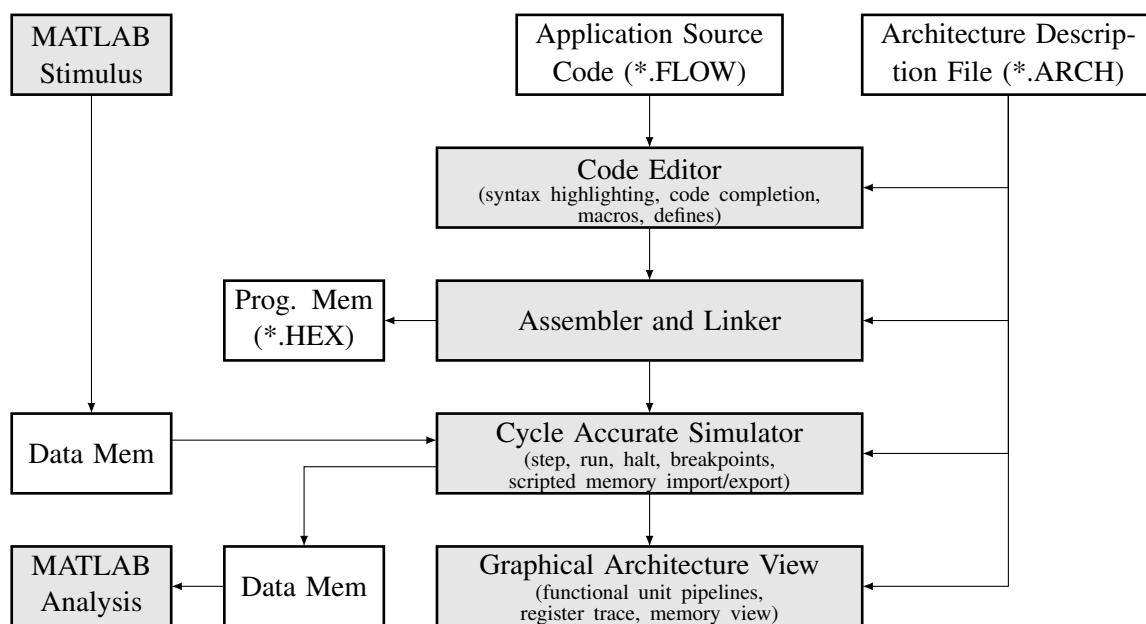 MATLAB
Stimulus
Application Source
Code (*.FLOW)
Architecture Descrip-
tion File (*.ARCH)
Code Editor
(syntax highlighting, code completion,
macros, defines)
Prog. Mem
(*.HEX)
Assembler and Linker
Data Mem
Cycle Accurate Simulator
(step, run, halt, breakpoints,
scripted memory import/export)
MATLAB
Analysis
Data Mem
Graphical Architecture View
(functional unit pipelines,
register trace, memory view)